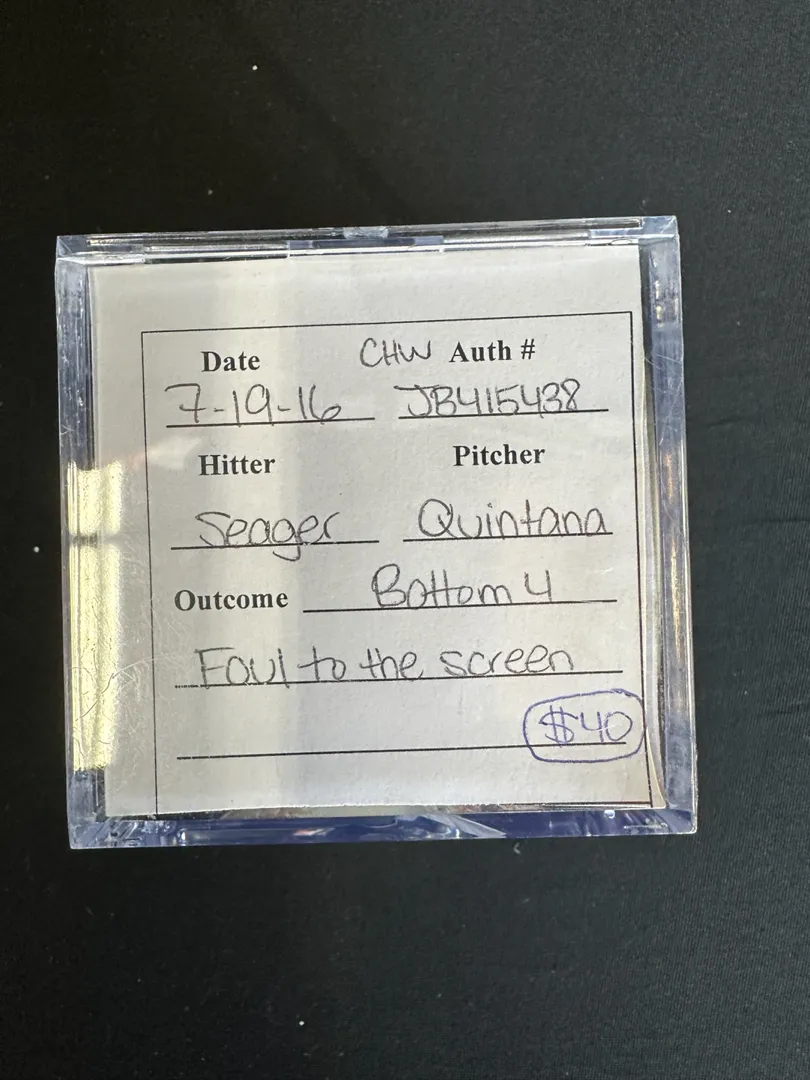 Date CHW Auth #
7-19-16 JB415438
Hitter Pitcher
Seager Quintana
Outcome Bottom 4
Foul to the screen
$40